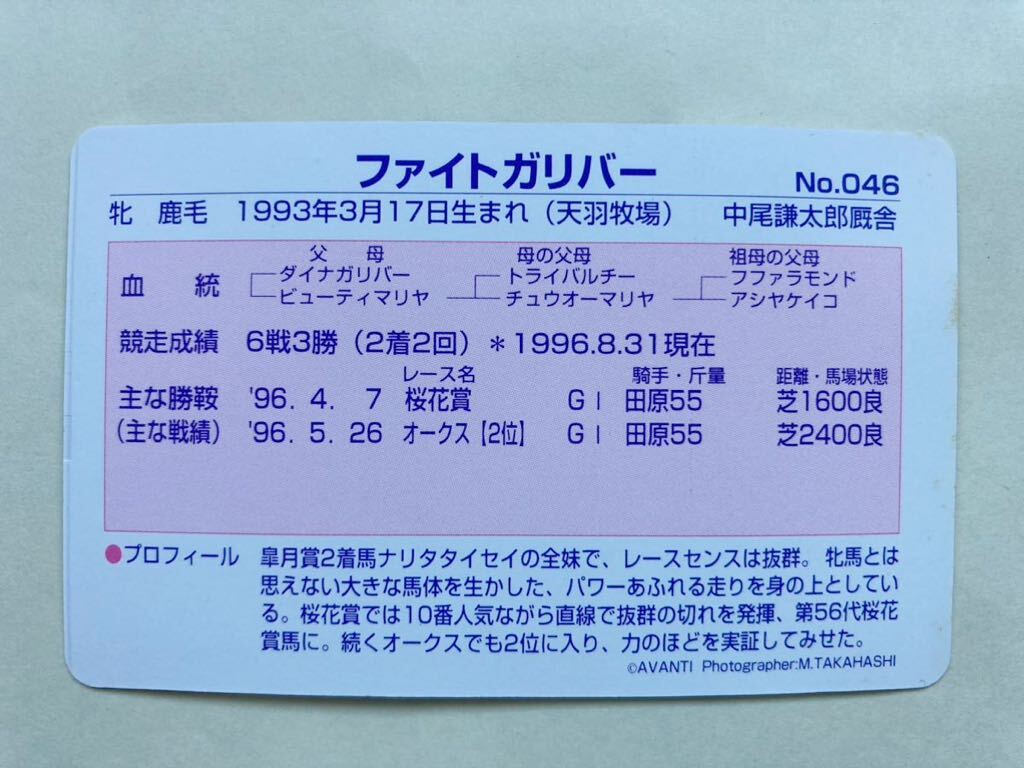 ファイトガリバー
No.046
牝 鹿毛 1993年3月17日生まれ（天羽牧場） 中尾謙太郎厩舎
父 母 母の父母 祖母の父母
血 統 ダイナガリバー トライバルチー フファラモンド
ビューティマリヤ チュウオーマリヤ アシヤケイコ
競走成績 6戦3勝（2着2回）＊1996.8.31現在
レース名 騎手・斤量 距離・馬場状態
主な勝鞍 '96. 4. 7 桜花賞 GⅠ 田原55 芝1600良
（主な戦績） '96. 5. 26 オークス【2位】 GⅠ 田原55 芝2400良
●プロフィール 皐月賞2着馬ナリタタイセイの全妹で、レースセンスは抜群。牝馬とは
思えない大きな馬体を生かした、パワーあふれる走りを身の上としてい
る。桜花賞では10番人気ながら直線で抜群の切れを発揮、第56代桜花
賞馬に。続くオークスでも2位に入り、力のほどを実証してみせた。
©AVANTI Photographer:M.TAKAHASHI